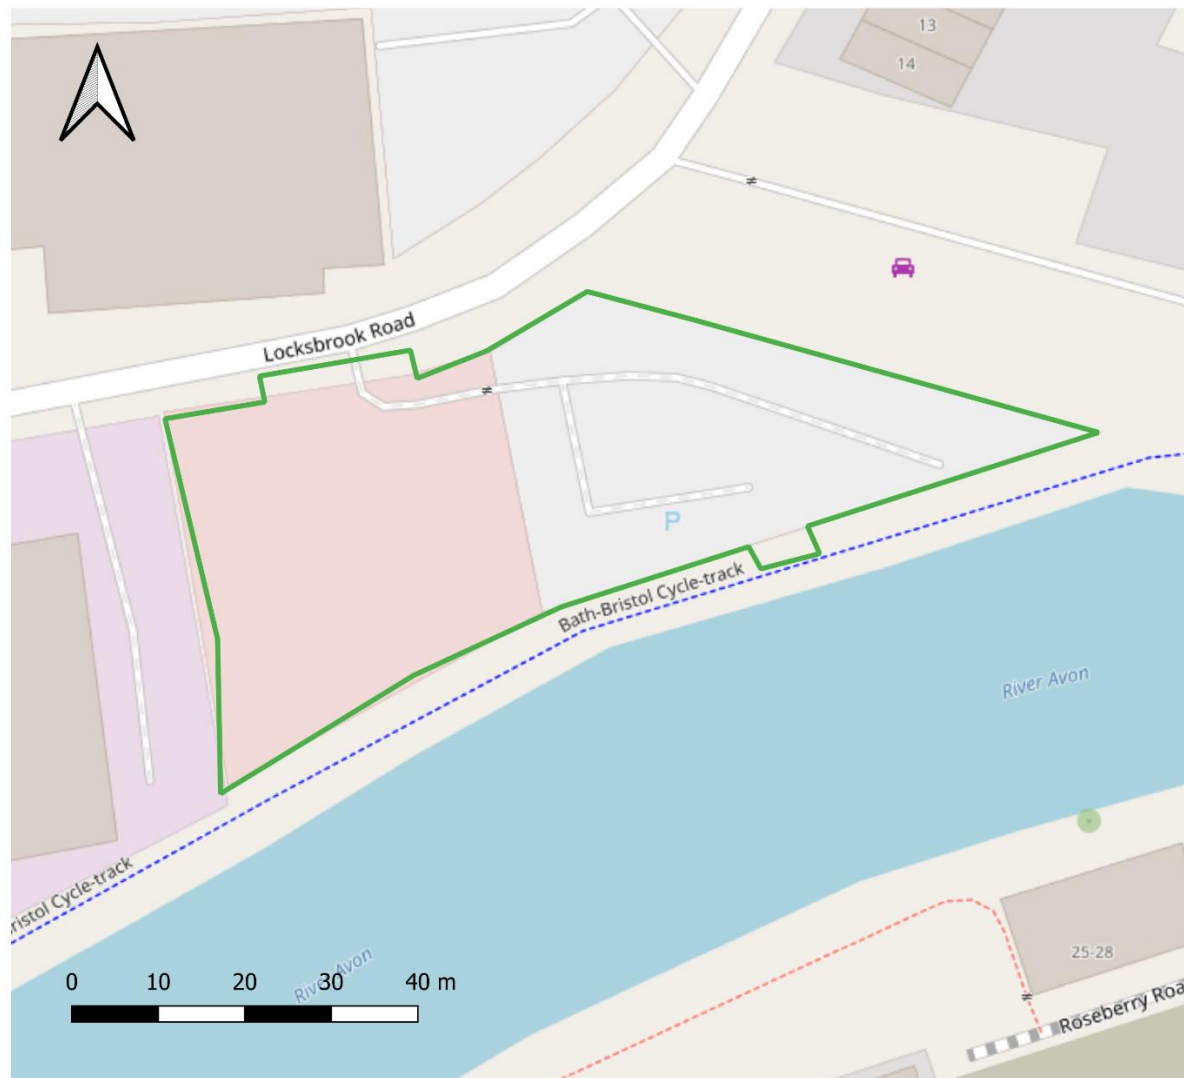 13
14
Locksbrook Road
P
Bath-Bristol Cycle-track
River Avon
ristol Cycle-track
25-28
River Avon
0 10 20 30 40 m
Roseberry Roa